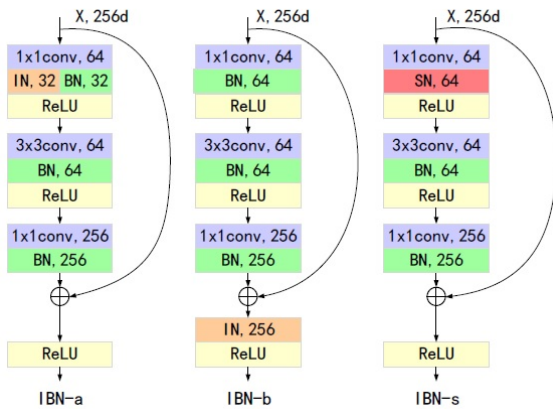 X, 256d
1x1conv, 64
IN, 32 BN, 32
ReLU
3x3conv, 64
BN, 64
ReLU
1x1conv, 256
BN, 256
ReLU
IBN-a
X, 256d
1x1conv, 64
BN, 64
ReLU
3x3conv, 64
BN, 64
ReLU
1x1conv, 256
BN, 256
IN, 256
ReLU
IBN-b
X, 256d
1x1conv, 64
SN, 64
ReLU
3x3conv, 64
BN, 64
ReLU
1x1conv, 256
BN, 256
ReLU
IBN-s